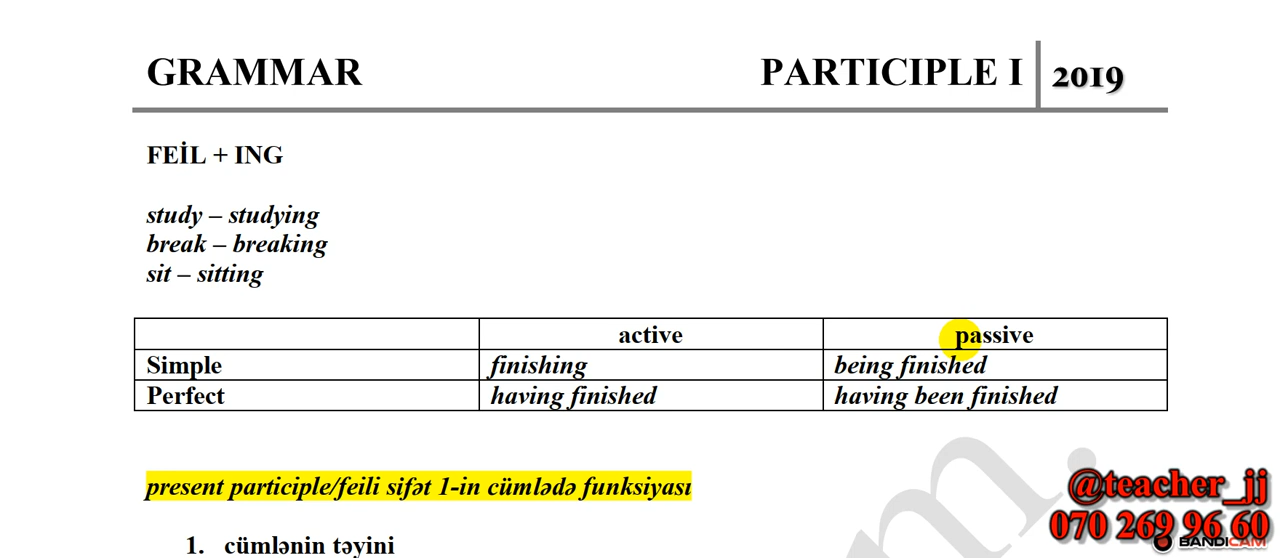 GRAMMAR PARTICIPLE I 2019
FEİL + ING
study – studying
break – breaking
sit – sitting
active passive
Simple finishing being finished
Perfect having finished having been finished
present participle/feili sifət 1-in cümlədə funksiyası
@teacher_jj
070 269 96 60
1. cümlənin təyini
BANDICAM